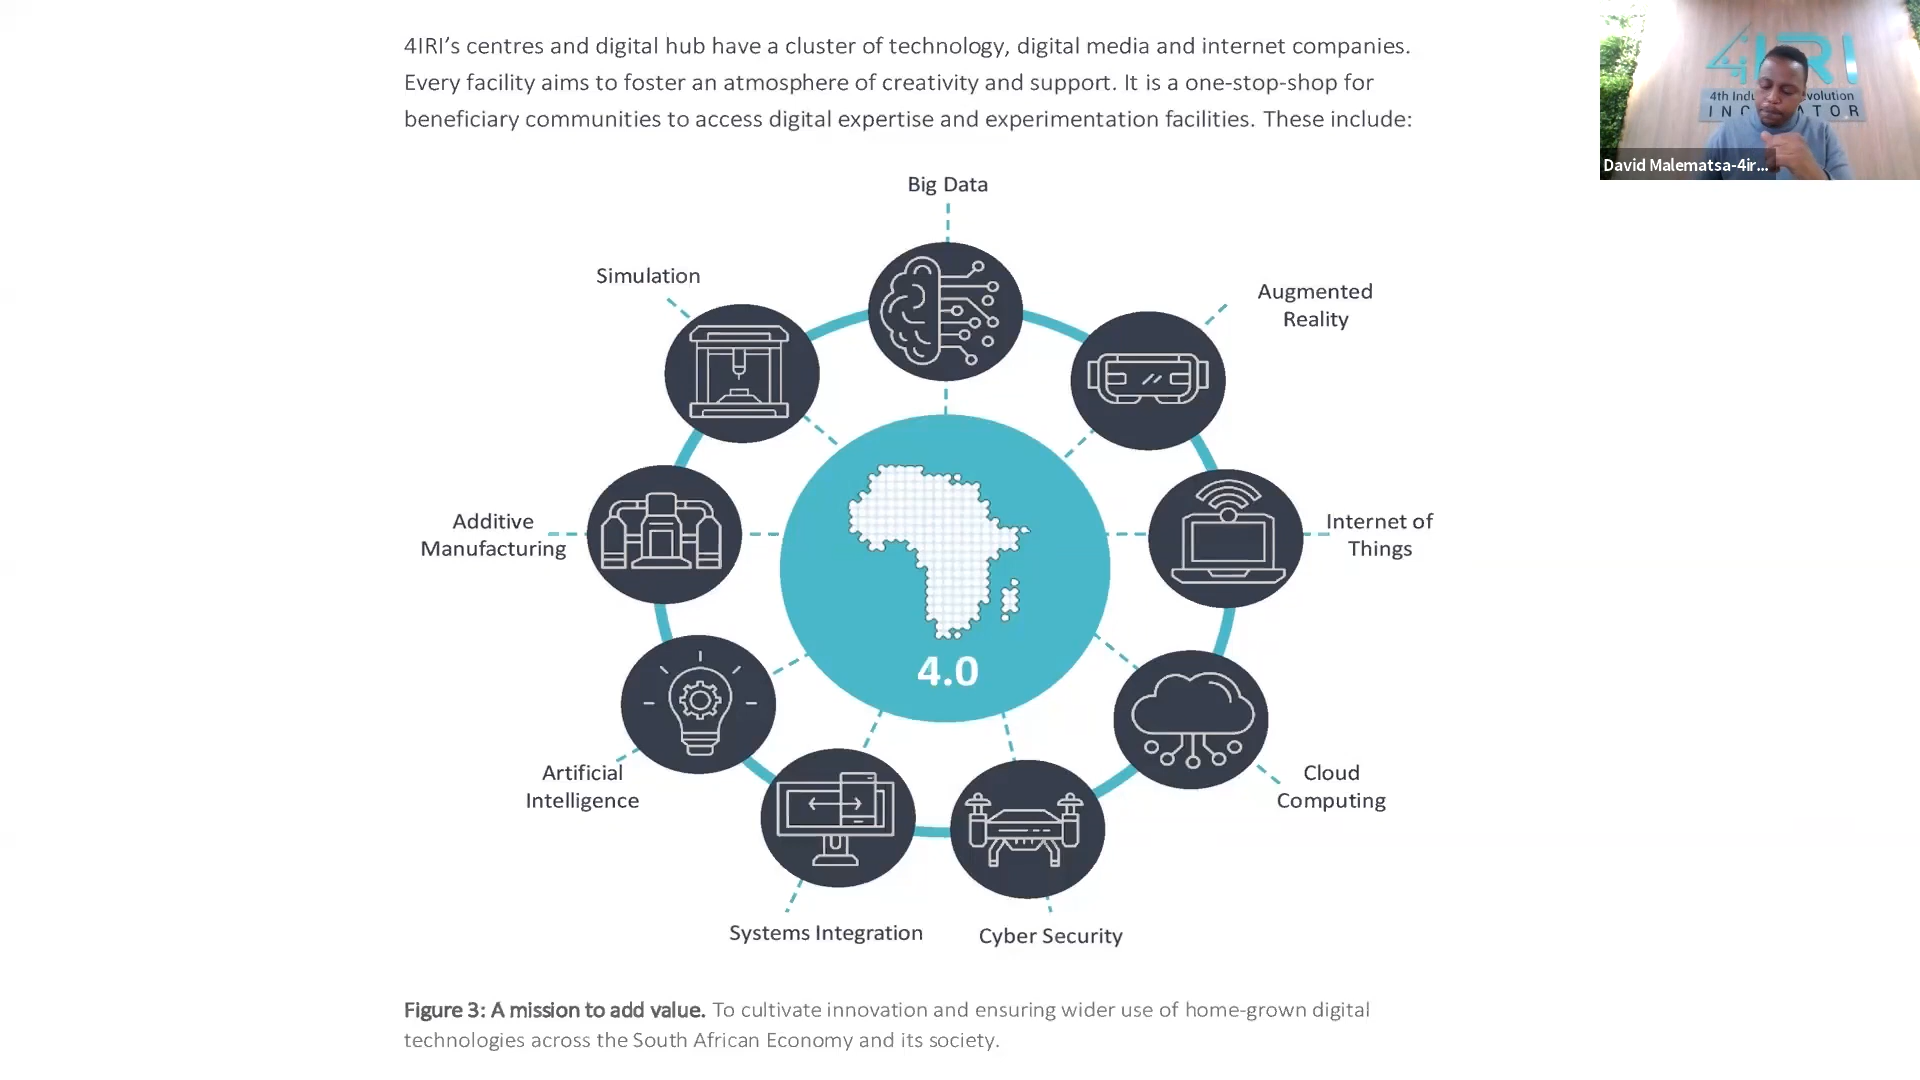 4IRI’s centres and digital hub have a cluster of technology, digital media and internet companies.
Every facility aims to foster an atmosphere of creativity and support. It is a one-stop-shop for
beneficiary communities to access digital expertise and experimentation facilities. These include:
4IRI
4th Indu volution
INC ATOR
David Malematsa-4ir...
Big Data
Simulation
Augmented
Reality
Additive
Manufacturing
Internet of
Things
4.0
Artificial
Intelligence
Cloud
Computing
Systems Integration
Cyber Security
Figure 3: A mission to add value. To cultivate innovation and ensuring wider use of home-grown digital
technologies across the South African Economy and its society.